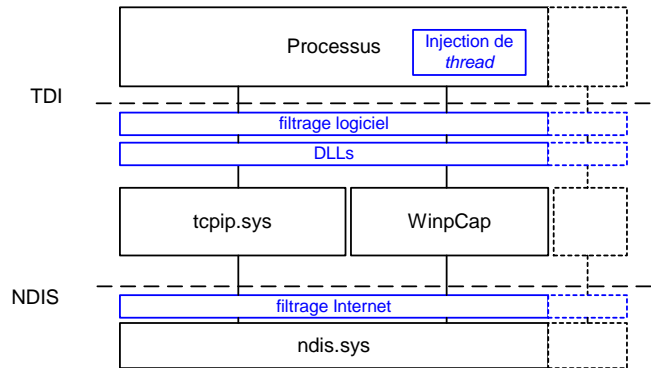 Processus
Injection de
thread
TDI
filtrage logiciel
DLLs
tcpip.sys
WinpCap
NDIS
filtrage Internet
ndis.sys